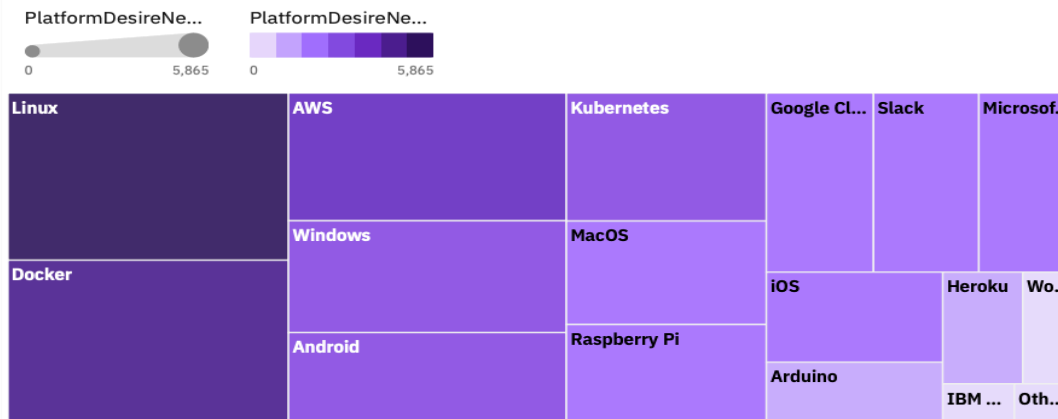 PlatformDesireNe...
PlatformDesireNe...
0
5,865
0
5,865
Linux
AWS
Kubernetes
Google Cl...
Slack
Microsof.
Windows
MacOS
Docker
iOS
Heroku
Wo.
Android
Raspberry Pi
Arduino
IBM ...
Oth..